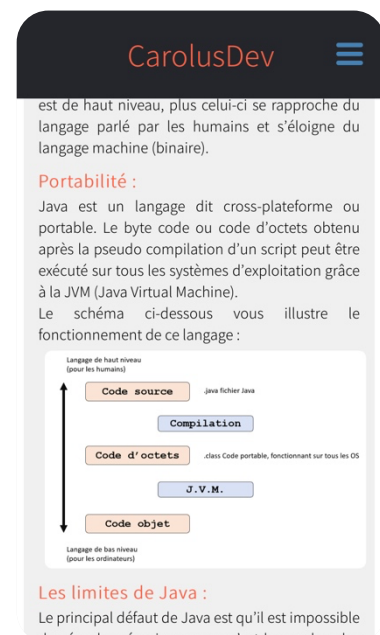 CarolusDev
est de haut niveau, plus celui-ci se rapproche du
langage parlé par les humains et s’éloigne du
langage machine (binaire).
Portabilité :
Java est un langage dit cross-plateforme ou
portable. Le byte code ou code d’octets obtenu
après la pseudo compilation d’un script peut être
exécuté sur tous les systèmes d’exploitation grâce
à la JVM (Java Virtual Machine).
Le schéma ci-dessous vous illustre le
fonctionnement de ce langage :
Langage de haut niveau
(pour les humains)
Code source
.java fichier Java
Compilation
Code d’octets
.class Code portable, fonctionnant sur tous les OS
J.V.M.
Code objet
Langage de bas niveau
(pour les ordinateurs)
Les limites de Java :
Le principal défaut de Java est qu’il est impossible